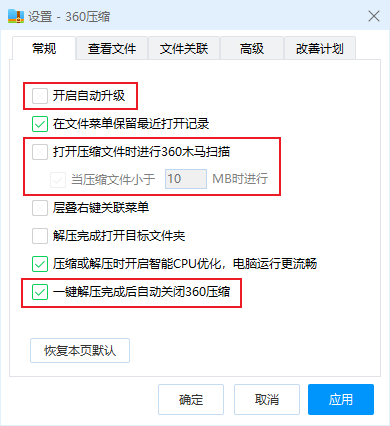 设置 - 360压缩
常规 查看文件 文件关联 高级 改善计划
开启自动升级
在文件菜单保留最近打开记录
打开压缩文件时进行360木马扫描
当压缩文件小于 10 MB时进行
层叠右键关联菜单
解压完成打开目标文件夹
压缩或解压时开启智能CPU优化，电脑运行更流畅
一键解压完成后自动关闭360压缩
恢复本页默认
确定 取消 应用